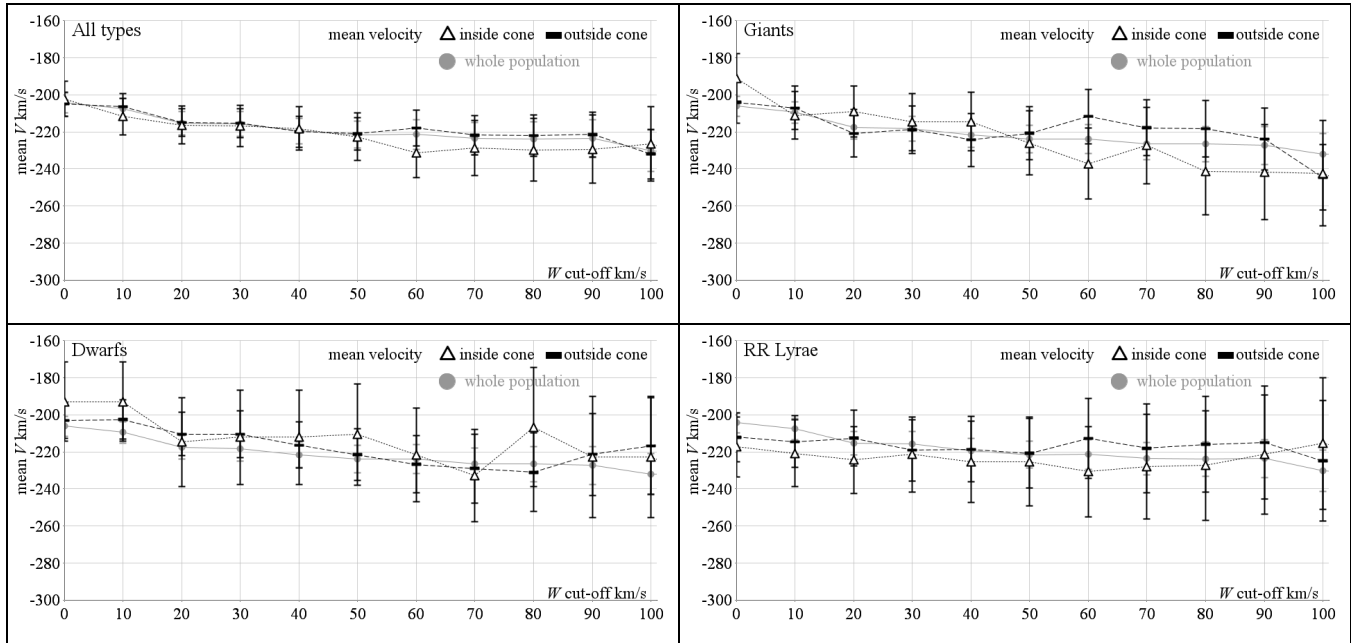 All types
mean velocity inside cone outside cone
whole population
-160
-180
-200
-220
-240
-260
-280
-300
mean V km/s
W cut-off km/s
0 10 20 30 40 50 60 70 80 90 100
Giants
mean velocity inside cone outside cone
whole population
-160
-180
-200
-220
-240
-260
-280
-300
mean V km/s
W cut-off km/s
0 10 20 30 40 50 60 70 80 90 100
Dwarfs
mean velocity inside cone outside cone
whole population
-160
-180
-200
-220
-240
-260
-280
-300
mean V km/s
W cut-off km/s
0 10 20 30 40 50 60 70 80 90 100
RR Lyrae
mean velocity inside cone outside cone
whole population
-160
-180
-200
-220
-240
-260
-280
-300
mean V km/s
W cut-off km/s
0 10 20 30 40 50 60 70 80 90 100